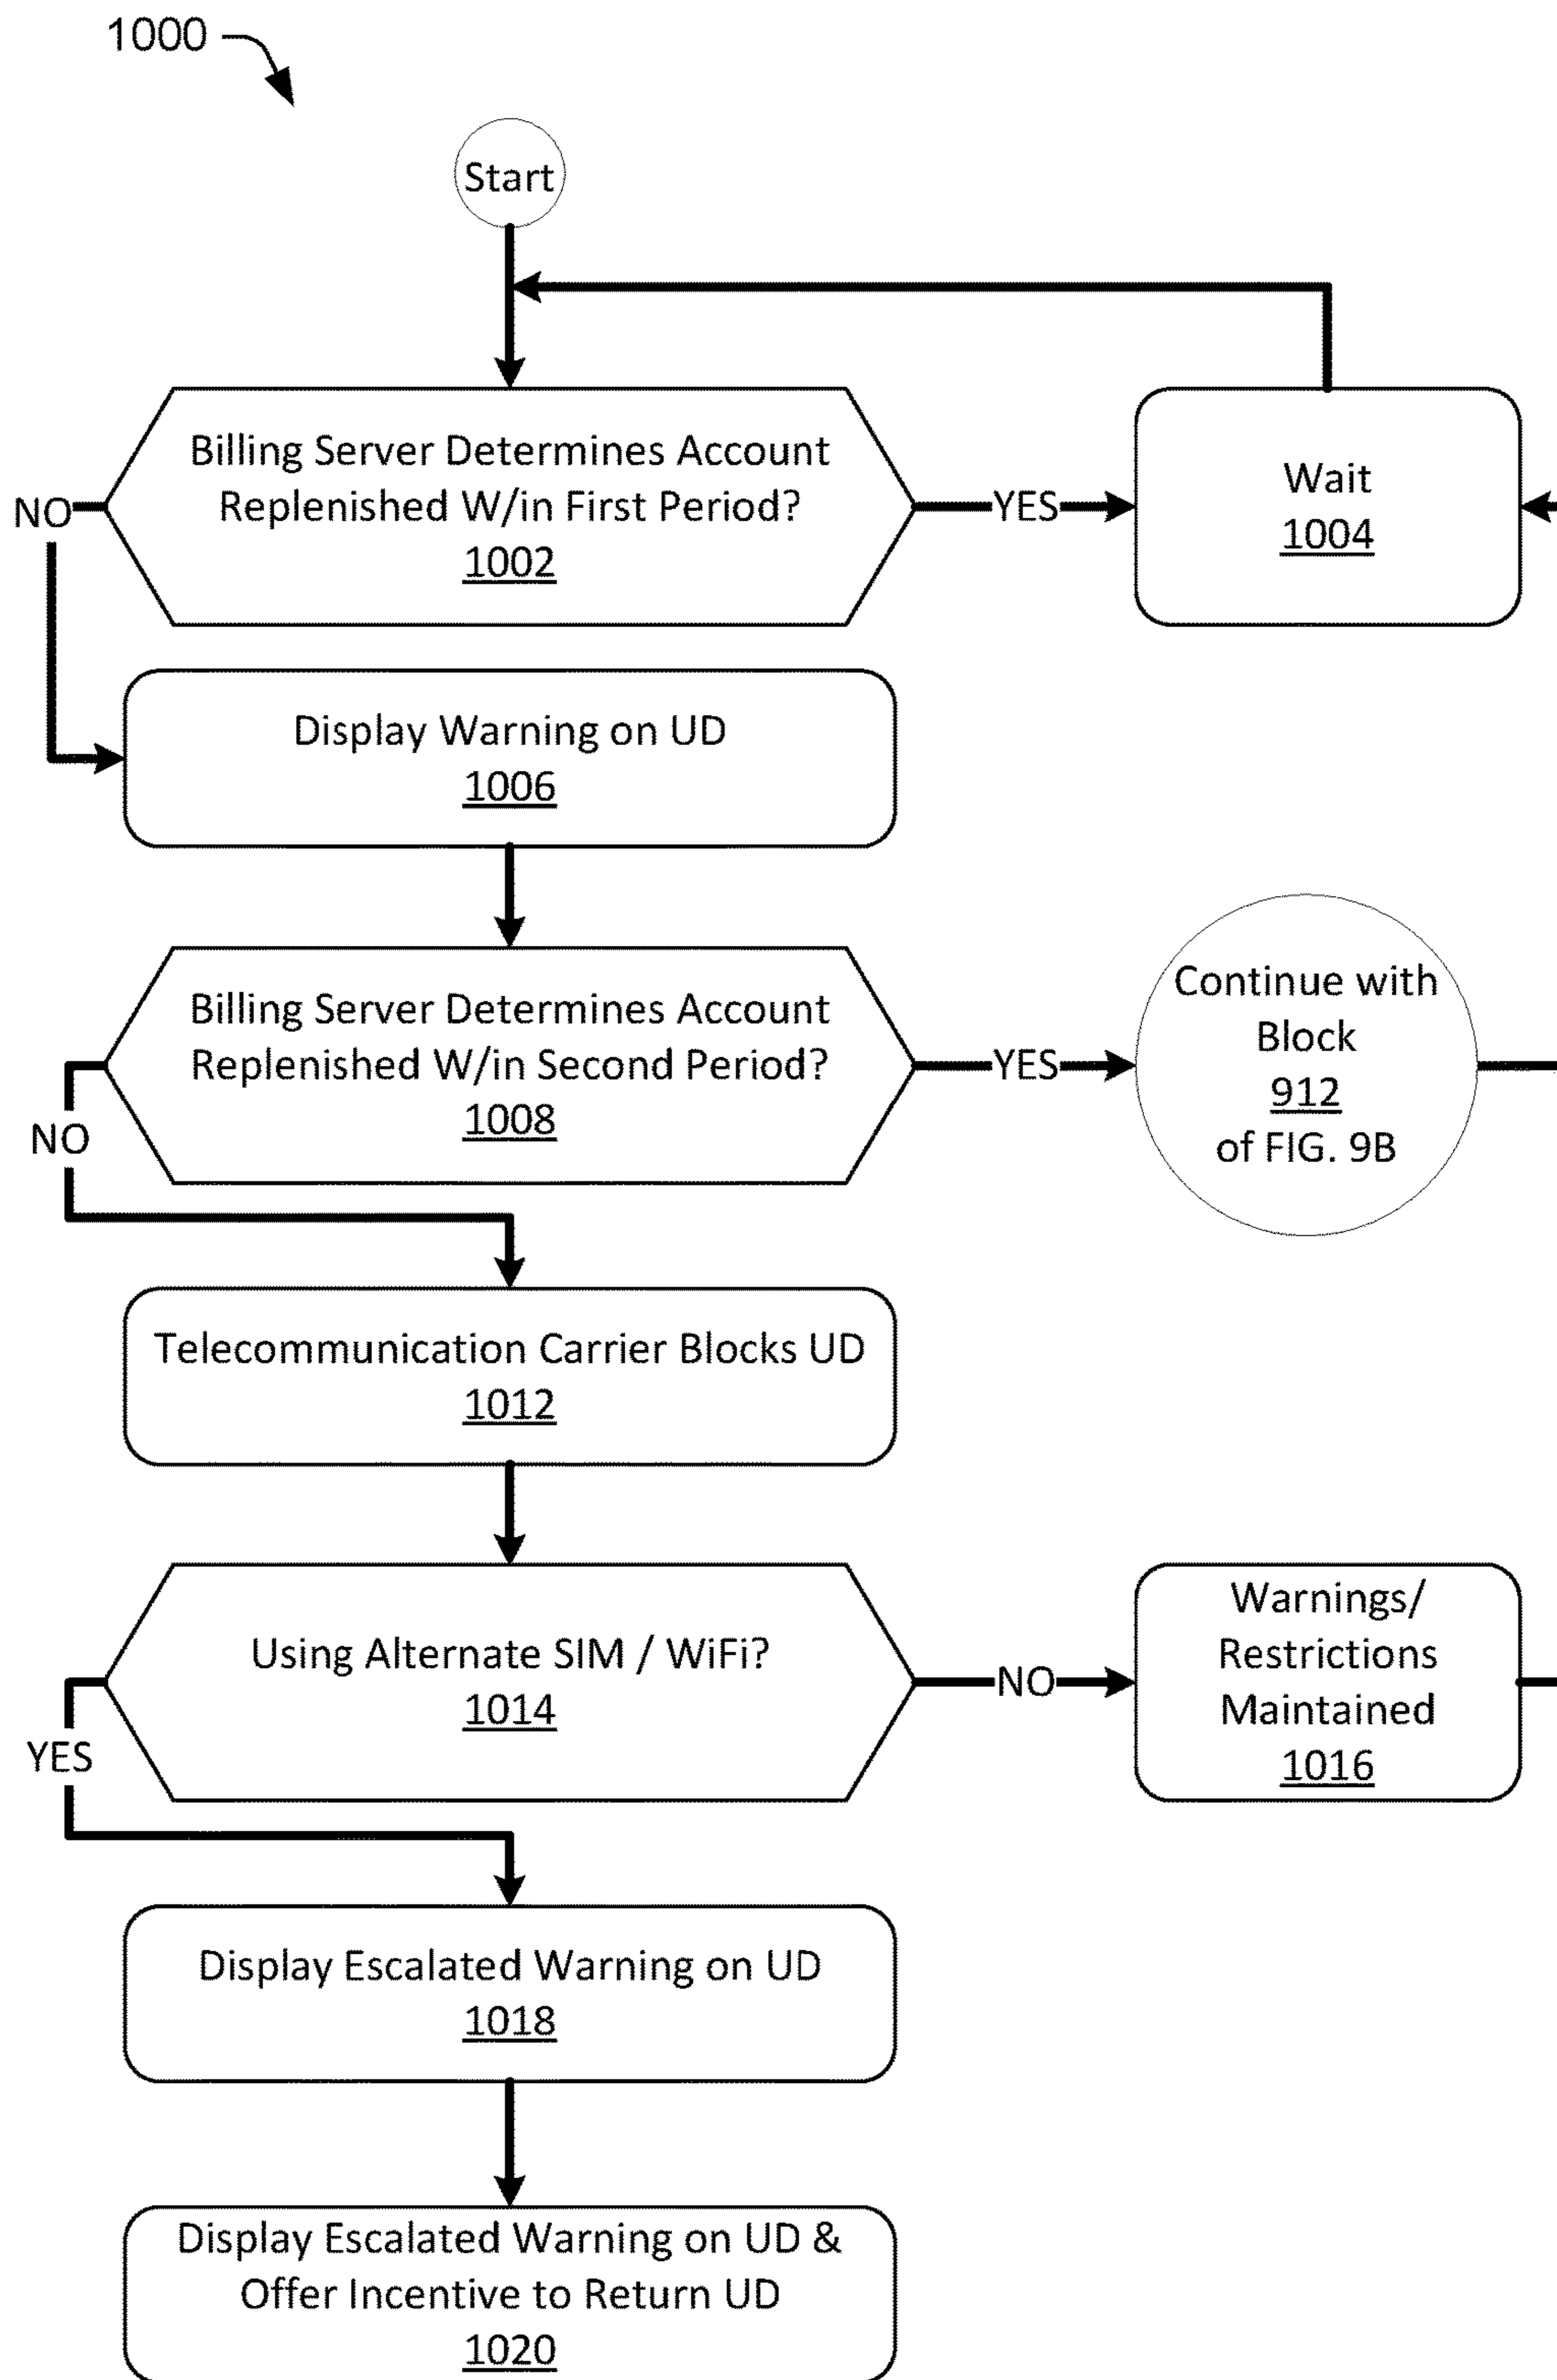 1000
Start
Billing Server Determines Account
Replenished W/in First Period?
1002
NO
YES
Wait
1004
Display Warning on UD
1006
Billing Server Determines Account
Replenished W/in Second Period?
1008
NO
YES
Continue with
Block
912
of FIG. 9B
Telecommunication Carrier Blocks UD
1012
Using Alternate SIM / WiFi?
1014
YES
NO
Warnings/
Restrictions
Maintained
1016
Display Escalated Warning on UD
1018
Display Escalated Warning on UD &
Offer Incentive to Return UD
1020